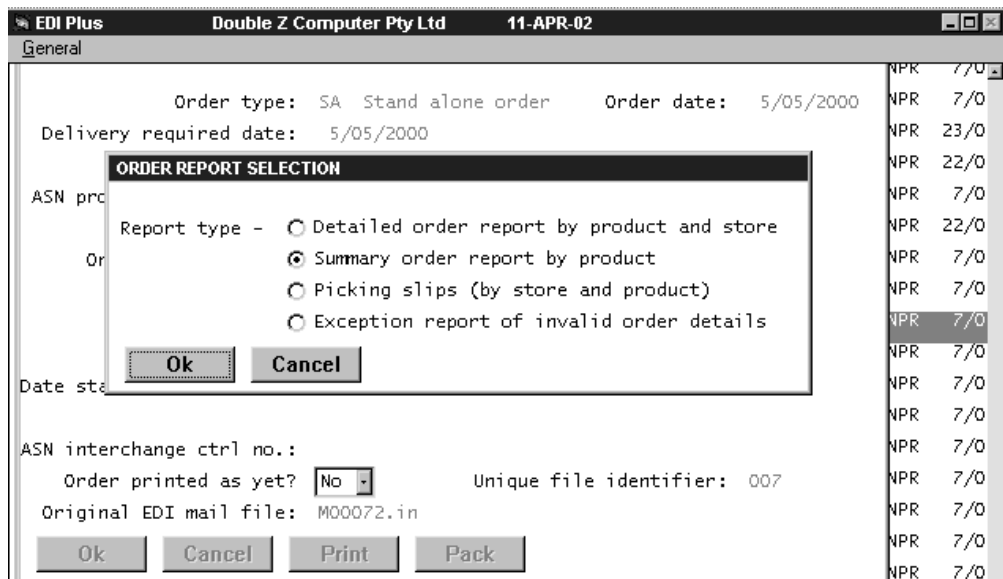 EDI Plus Double Z Computer Pty Ltd 11-APR-02
General
Order type: SA Stand alone order Order date: 5/05/2000
Delivery required date: 5/05/2000
ORDER REPORT SELECTION
ASN pro
Report type - Detailed order report by product and store
Or
Summary order report by product
Picking slips (by store and product)
Exception report of invalid order details
Ok Cancel
Date sta
ASN interchange ctrl no.:
Order printed as yet? No Unique file identifier: 007
Original EDI mail file: M00072.in
Ok Cancel Print Pack
NPR 7/0
NPR 7/0
NPR 23/0
NPR 22/0
NPR 7/0
NPR 22/0
NPR 7/0
NPR 7/0
NPR 7/0
NPR 7/0
NPR 7/0
NPR 7/0
NPR 7/0
NPR 7/0
NPR 7/0
NPR 7/0
NPR 7/0